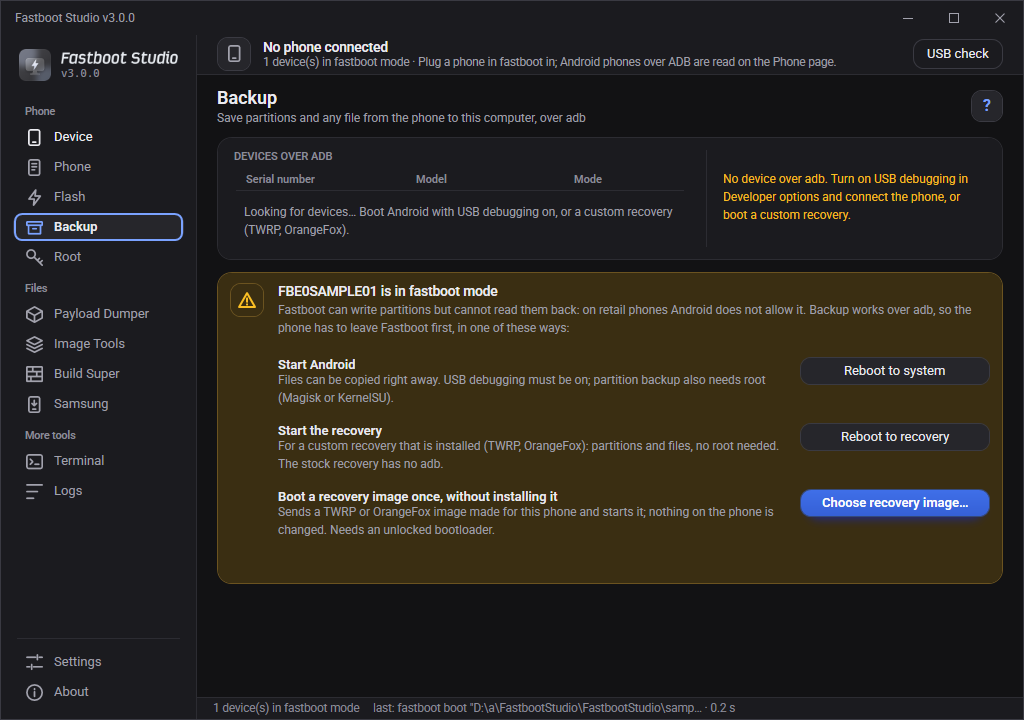 Fastboot Studio v3.0.0
Fastboot Studio
v3.0.0
Phone
Device
Phone
Flash
Backup
Root
Files
Payload Dumper
Image Tools
Build Super
Samsung
More tools
Terminal
Logs
Settings
About
No phone connected
1 device(s) in fastboot mode · Plug a phone in fastboot in; Android phones over ADB are read on the Phone page.
USB check
Backup
Save partitions and any file from the phone to this computer, over adb
?
DEVICES OVER ADB
Serial number Model Mode
Looking for devices... Boot Android with USB debugging on, or a custom recovery
(TWRP, OrangeFox).
No device over adb. Turn on USB debugging in
Developer options and connect the phone, or
boot a custom recovery.
FBE0SAMPLE01 is in fastboot mode
Fastboot can write partitions but cannot read them back: on retail phones Android does not allow it. Backup works over adb, so the
phone has to leave Fastboot first, in one of these ways:
Start Android
Files can be copied right away. USB debugging must be on; partition backup also needs root
(Magisk or KernelSU).
Reboot to system
Start the recovery
For a custom recovery that is installed (TWRP, OrangeFox): partitions and files, no root needed.
The stock recovery has no adb.
Reboot to recovery
Boot a recovery image once, without installing it
Sends a TWRP or OrangeFox image made for this phone and starts it; nothing on the phone is
changed. Needs an unlocked bootloader.
Choose recovery image...
1 device(s) in fastboot mode last: fastboot boot "D:\a\FastbootStudio\FastbootStudio\samp... · 0.2 s